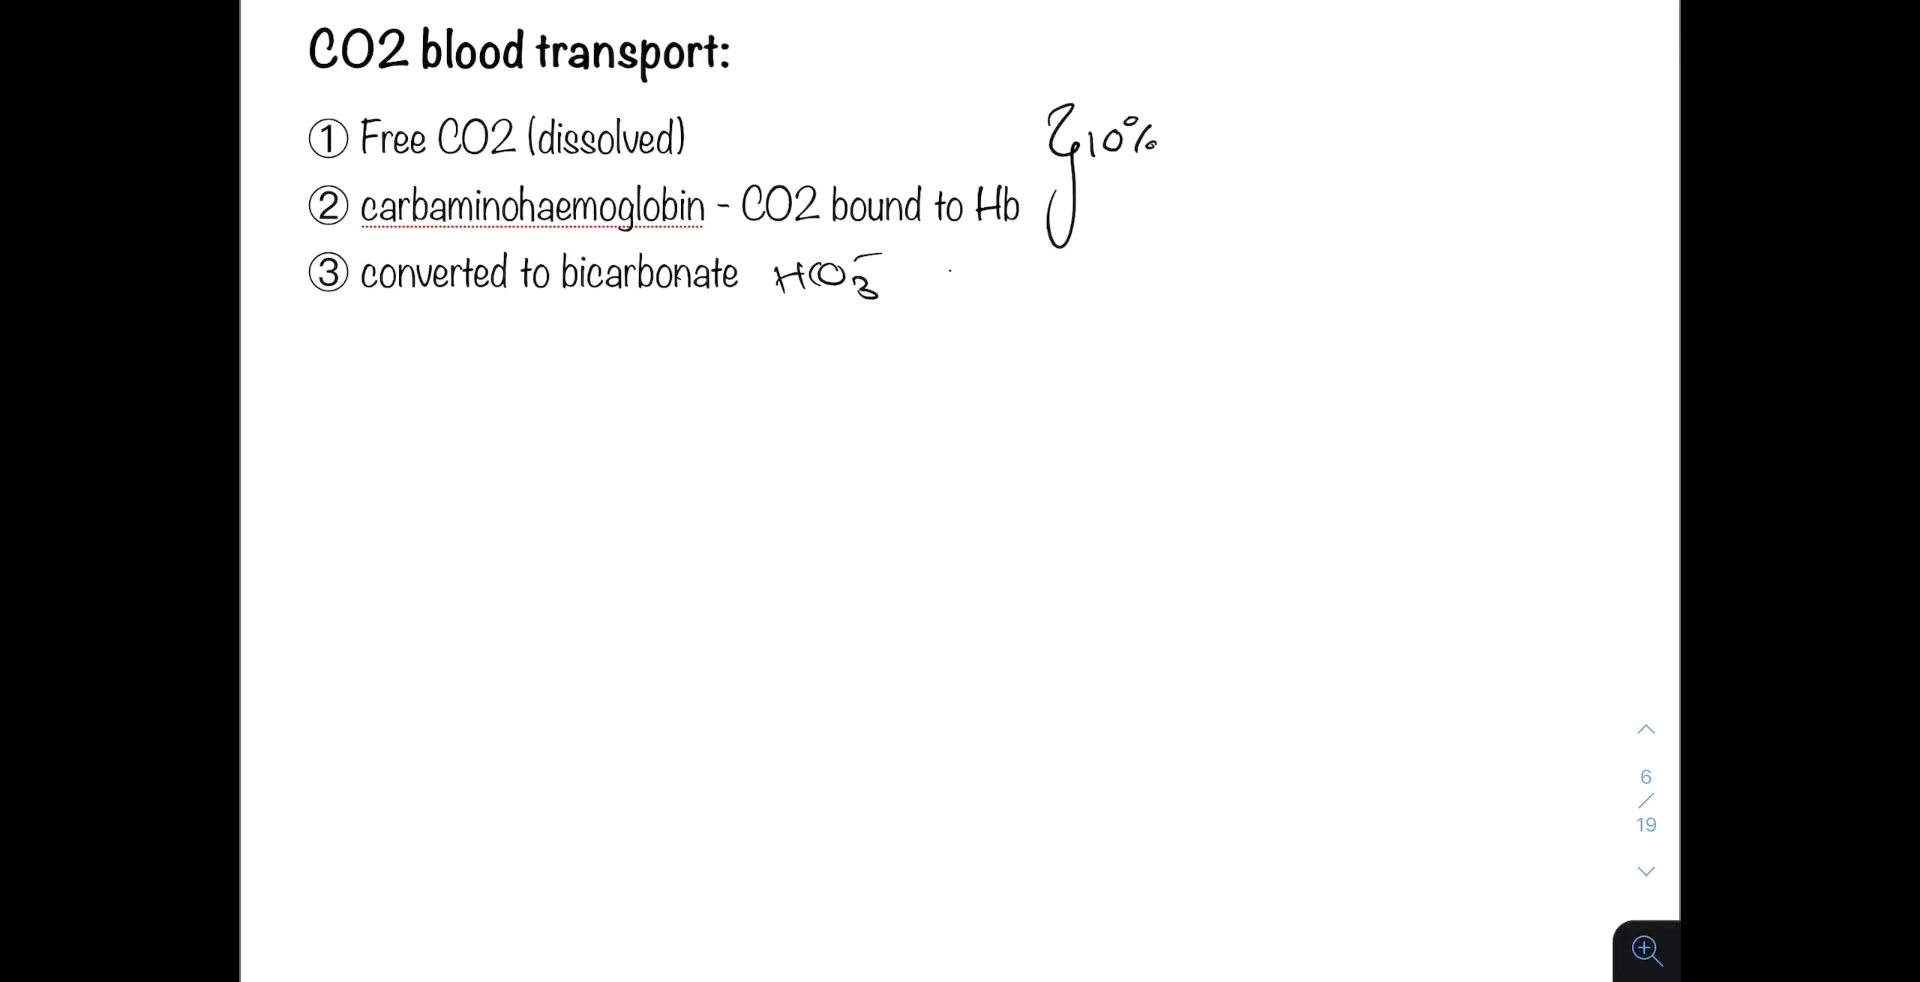 CO2 blood transport:
① Free CO2 (dissolved)
10%
② carbaminohaemoglobin - CO2 bound to Hb
③ converted to bicarbonate HCO3-
6
/
19